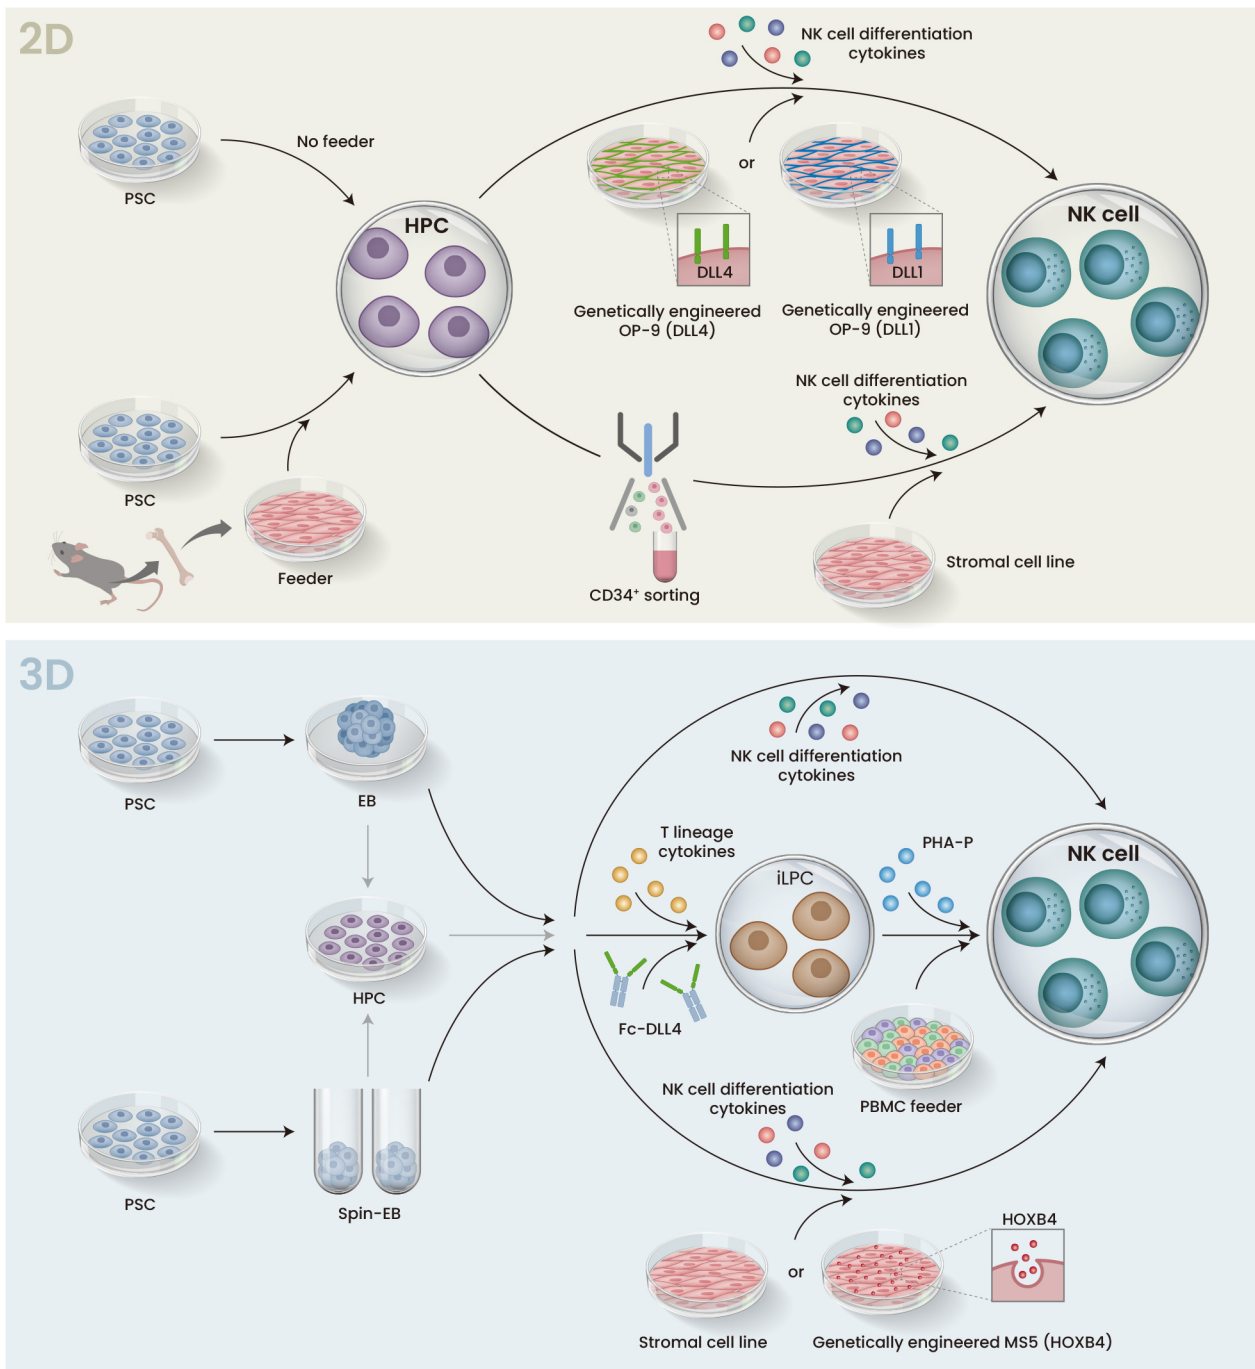 2D
NK cell differentiation
cytokines
No feeder
PSC
or
HPC
NK cell
DLL4
DLL1
Genetically engineered
OP-9 (DLL4)
Genetically engineered
OP-9 (DLL1)
NK cell differentiation
cytokines
PSC
Feeder
CD34⁺ sorting
Stromal cell line
3D
PSC
EB
NK cell differentiation
cytokines
T lineage
cytokines
PHA-P
NK cell
iLPC
HPC
Fc-DLL4
PBMC feeder
NK cell differentiation
cytokines
PSC
Spin-EB
HOXB4
or
Stromal cell line
Genetically engineered MS5 (HOXB4)